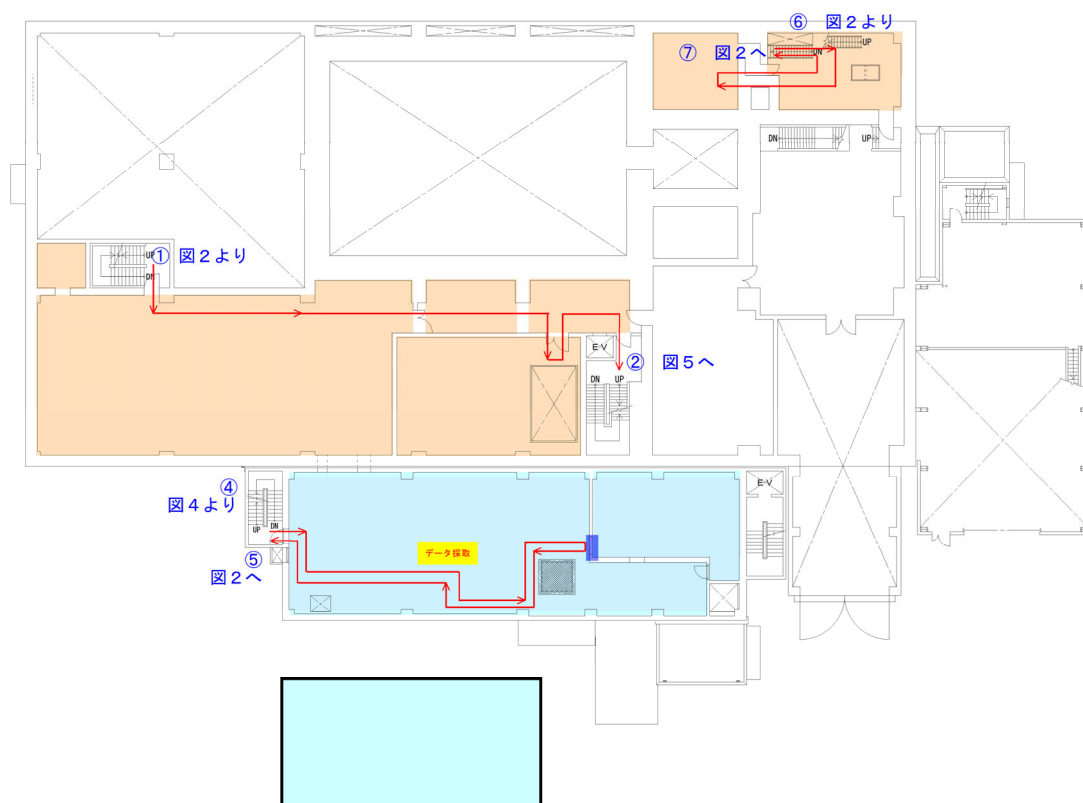 ⑥ 図2より
UP
⑦ 図2へ
DN
DN
UP
UP
① 図2より
DN
E・V
② 図5へ
DN UP
④
図4より
UP DN
E・V
データ採取
⑤
図2へ